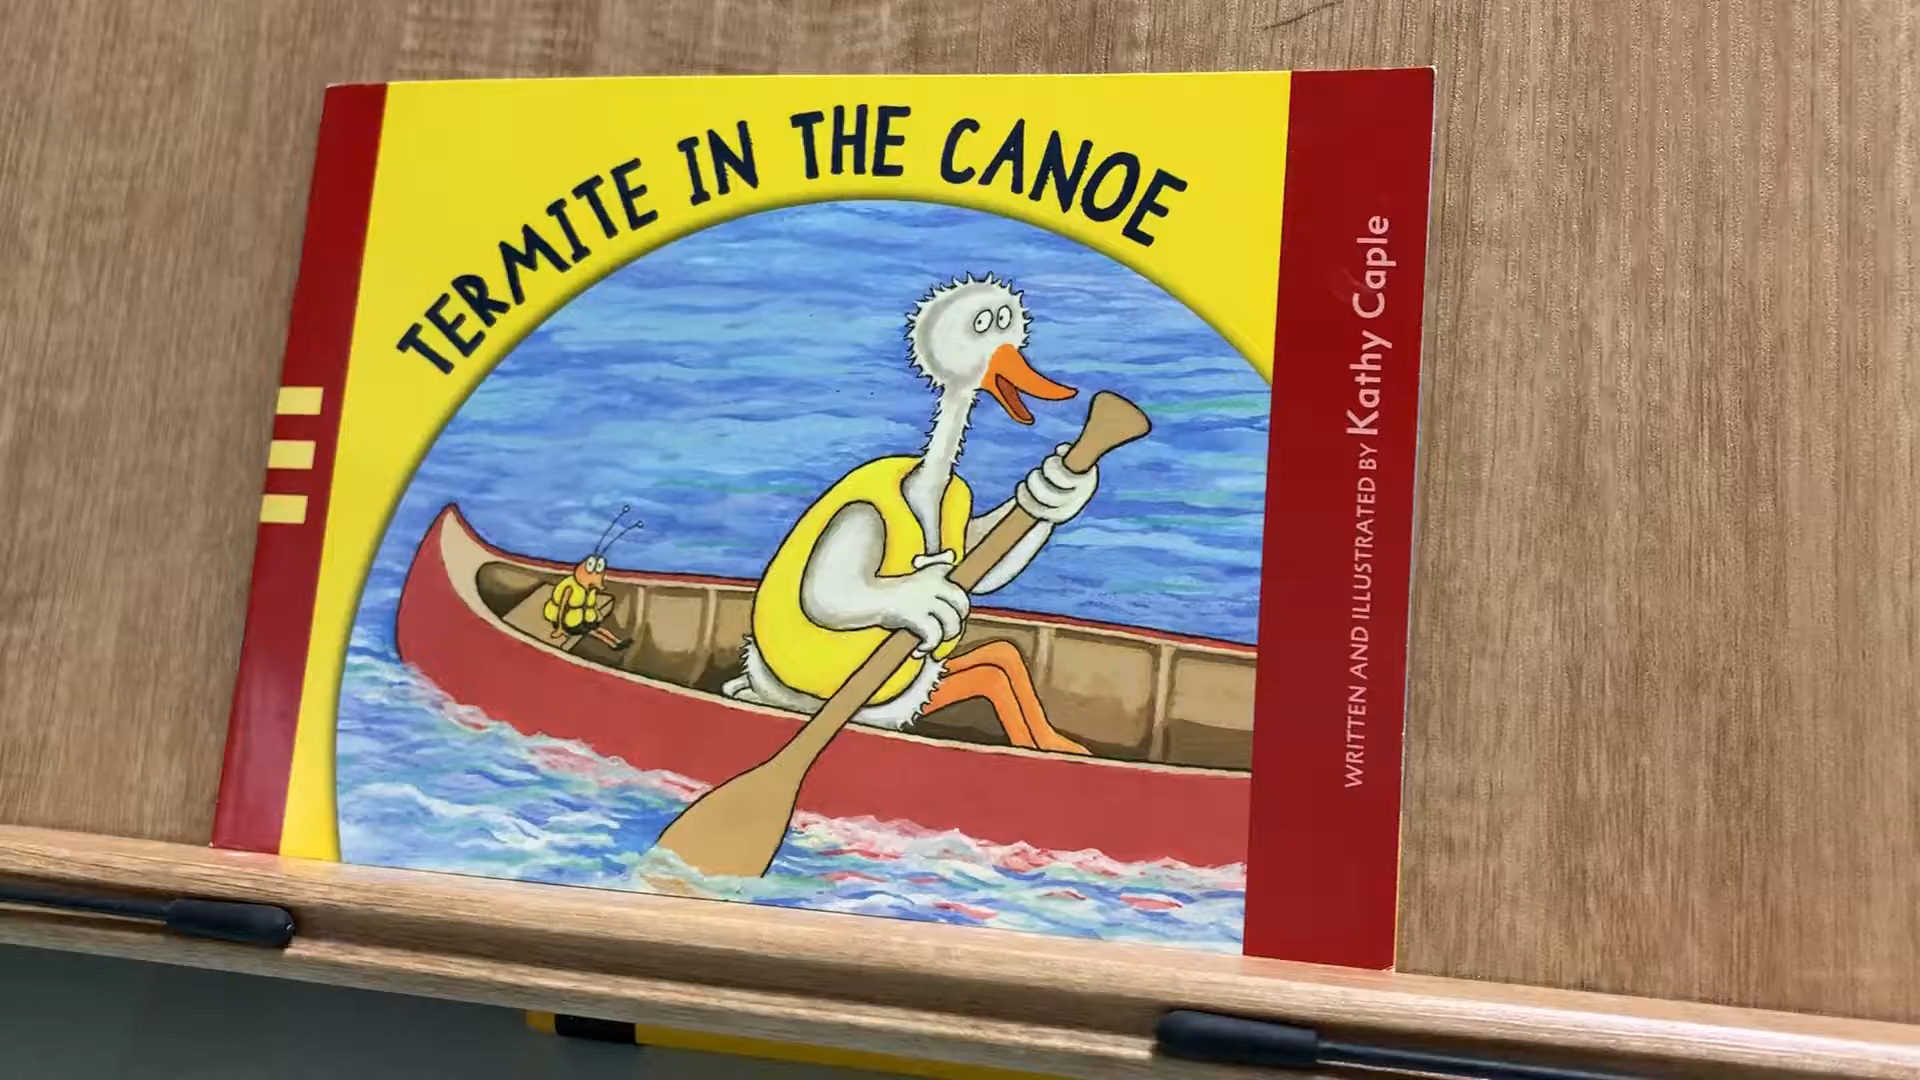 TERMITE IN THE CANOE
WRITTEN AND ILLUSTRATED BY Kathy Caple